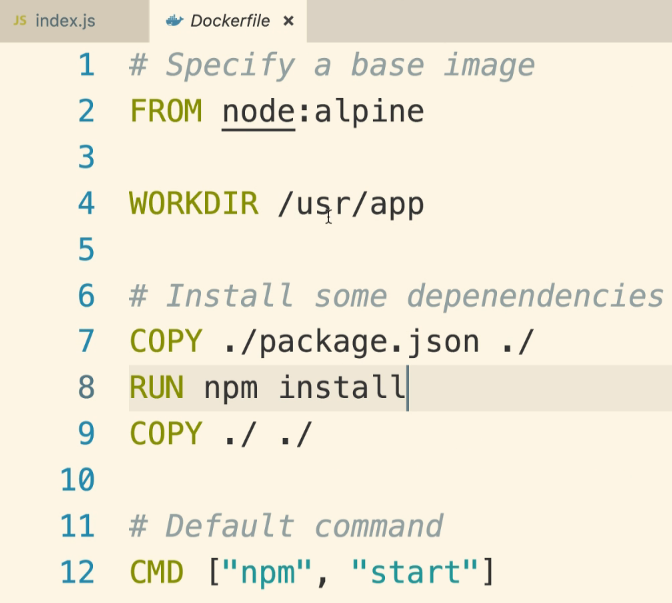 JS index.js Dockerfile ×
1 # Specify a base image
2 FROM node:alpine
3
4 WORKDIR /usr/app
5
6 # Install some depenendencies
7 COPY ./package.json ./
8 RUN npm install
9 COPY ./ ./
10
11 # Default command
12 CMD ["npm", "start"]